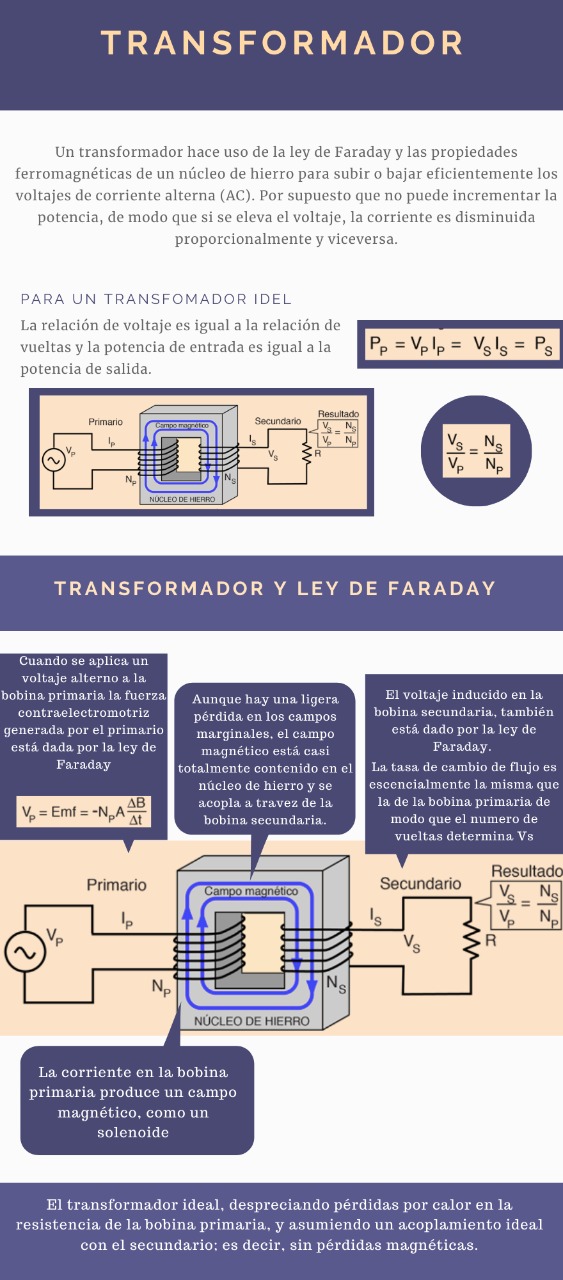 TRANSFORMADOR
Un transformador hace uso de la ley de Faraday y las propiedades
ferromagnéticas de un núcleo de hierro para subir o bajar eficientemente los
voltajes de corriente alterna (AC). Por supuesto que no puede incrementar la
potencia, de modo que si se eleva el voltaje, la corriente es disminuida
proporcionalmente y viceversa.
PARA UN TRANSFOMADOR IDEL
La relación de voltaje es igual a la relación de
vueltas y la potencia de entrada es igual a la
potencia de salida.
P_P = V_P I_P = V_S I_S = P_S
Primario
Campo magnético
Secundario
Resultado
V_S/V_P = N_S/N_P
I_P
V_P
N_P
I_S
V_S
R
N_S
NÚCLEO DE HIERRO
V_S/V_P = N_S/N_P
TRANSFORMADOR Y LEY DE FARADAY
Cuando se aplica un
voltaje alterno a la
bobina primaria la fuerza
contraelectromotriz
generada por el primario
está dada por la ley de
Faraday
V_P = Emf = -N_P A ΔB/Δt
Aunque hay una ligera
pérdida en los campos
marginales, el campo
magnético está casi
totalmente contenido en el
núcleo de hierro y se
acopla a travez de la
bobina secundaria.
El voltaje inducido en la
bobina secundaria, también
está dado por la ley de
Faraday.
La tasa de cambio de flujo es
escencialmente la misma que
la de la bobina primaria de
modo que el numero de
vueltas determina Vs
Primario
Campo magnético
Secundario
Resultado
V_S/V_P = N_S/N_P
I_P
V_P
N_P
I_S
V_S
R
N_S
NÚCLEO DE HIERRO
La corriente en la bobina
primaria produce un campo
magnético, como un
solenoide
El transformador ideal, despreciando pérdidas por calor en la
resistencia de la bobina primaria, y asumiendo un acoplamiento ideal
con el secundario; es decir, sin pérdidas magnéticas.